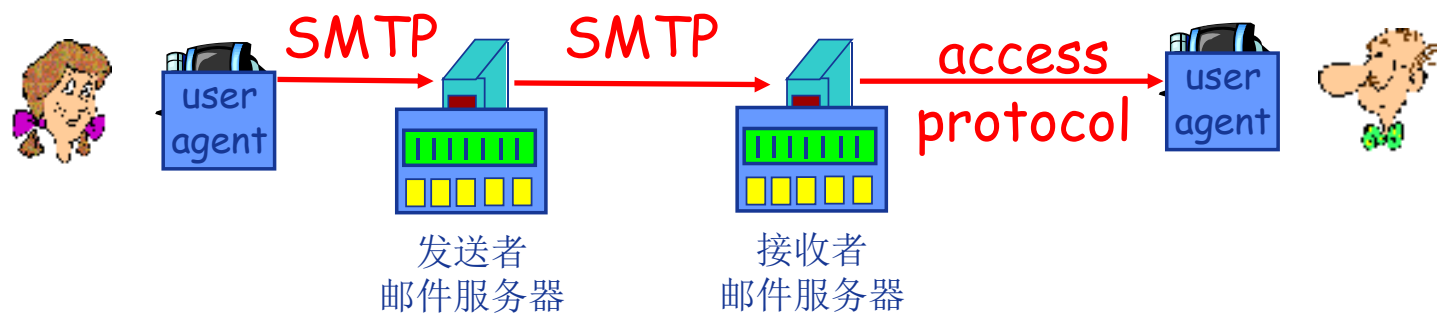 SMTP
SMTP
access
protocol
user
agent
user
agent
发送者
邮件服务器
接收者
邮件服务器